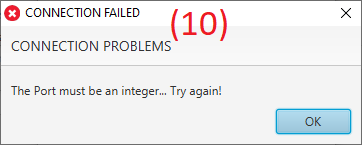 CONNECTION FAILED
(10)
CONNECTION PROBLEMS
The Port must be an integer... Try again!
OK